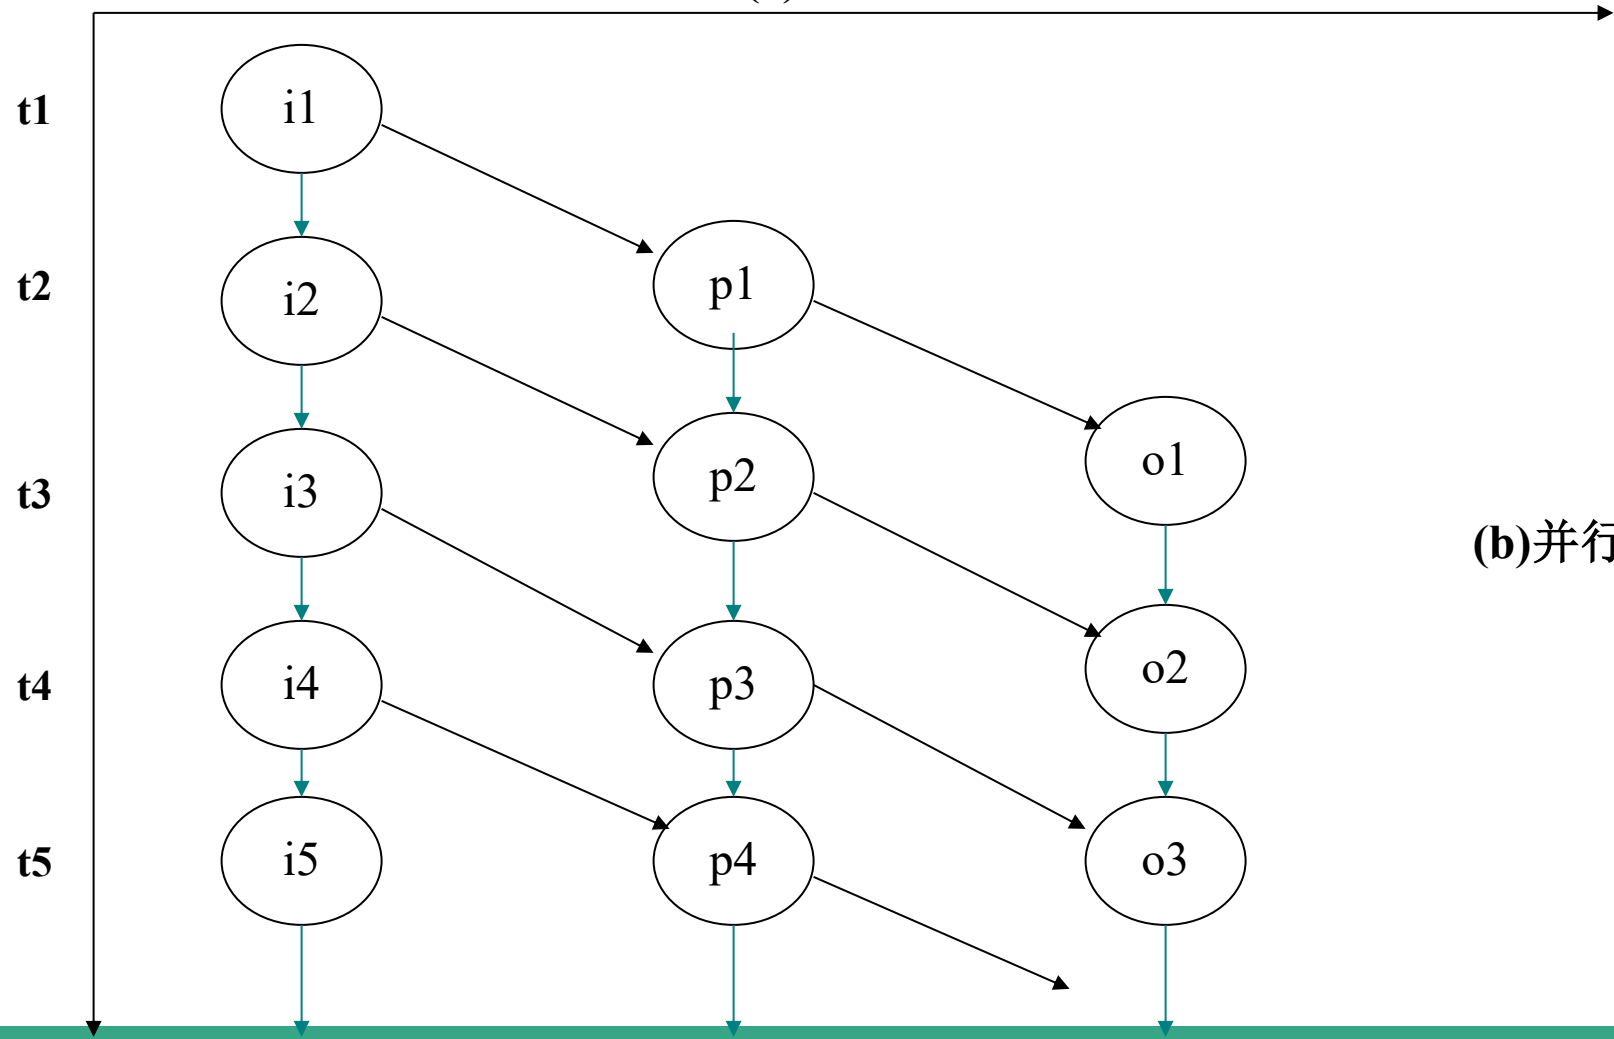 t1 i1
t2 i2 p1
t3 i3 p2 o1
(b)并行
t4 i4 p3 o2
t5 i5 p4 o3